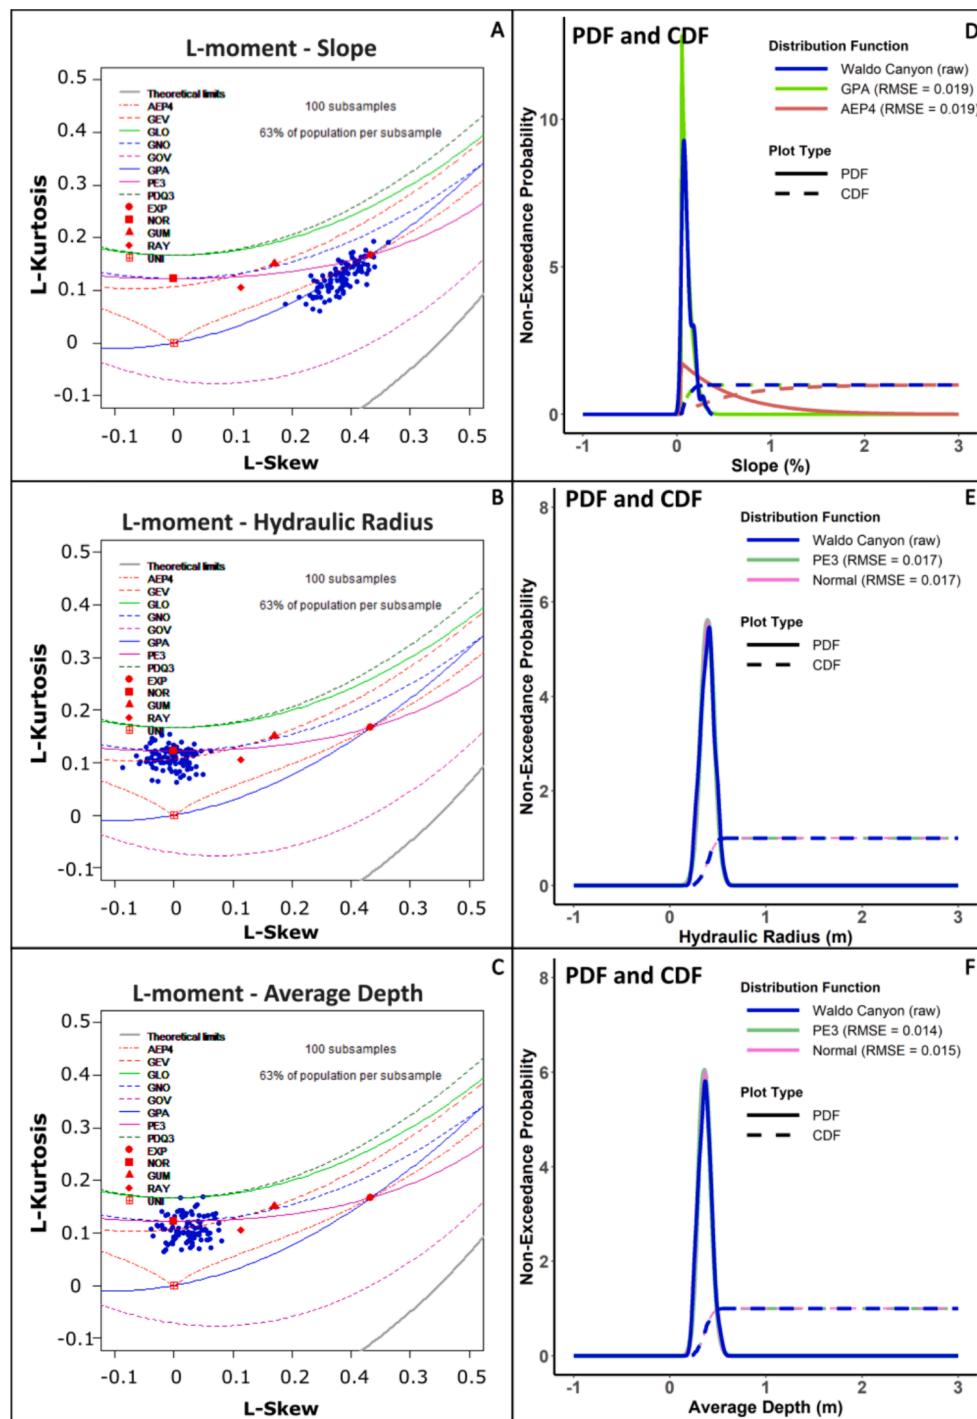 A
L-moment - Slope
0.5
0.4
0.3
0.2
0.1
0
-0.1
L-Kurtosis
Theoretical limits
AEP4
GEV
GLO
GNO
GOV
GPA
PE3
PDQ3
EXP
NOR
GUM
RAY
UNI
100 subsamples
63% of population per subsample
-0.1 0 0.1 0.2 0.4 0.5
L-Skew
D
PDF and CDF
Distribution Function
Waldo Canyon (raw)
GPA (RMSE = 0.019)
AEP4 (RMSE = 0.019)
Plot Type
PDF
CDF
Non-Exceedance Probability
10
5
0
-1 0 1 2 3
Slope (%)
B
L-moment - Hydraulic Radius
0.5
0.4
0.3
0.2
0.1
0
-0.1
L-Kurtosis
Theoretical limits
AEP4
GEV
GLO
GNO
GOV
GPA
PE3
PDQ3
EXP
NOR
GUM
RAY
UNI
100 subsamples
63% of population per subsample
-0.1 0 0.1 0.2 0.4 0.5
L-Skew
E
PDF and CDF
Distribution Function
Waldo Canyon (raw)
PE3 (RMSE = 0.017)
Normal (RMSE = 0.017)
Plot Type
PDF
CDF
Non-Exceedance Probability
8
6
4
2
0
-1 0 1 2 3
Hydraulic Radius (m)
C
L-moment - Average Depth
0.5
0.4
0.3
0.2
0.1
0
-0.1
L-Kurtosis
Theoretical limits
AEP4
GEV
GLO
GNO
GOV
GPA
PE3
PDQ3
EXP
NOR
GUM
RAY
UNI
100 subsamples
63% of population per subsample
-0.1 0 0.1 0.2 0.4 0.5
L-Skew
F
PDF and CDF
Distribution Function
Waldo Canyon (raw)
PE3 (RMSE = 0.014)
Normal (RMSE = 0.015)
Plot Type
PDF
CDF
Non-Exceedance Probability
8
6
4
2
0
-1 0 1 2 3
Average Depth (m)